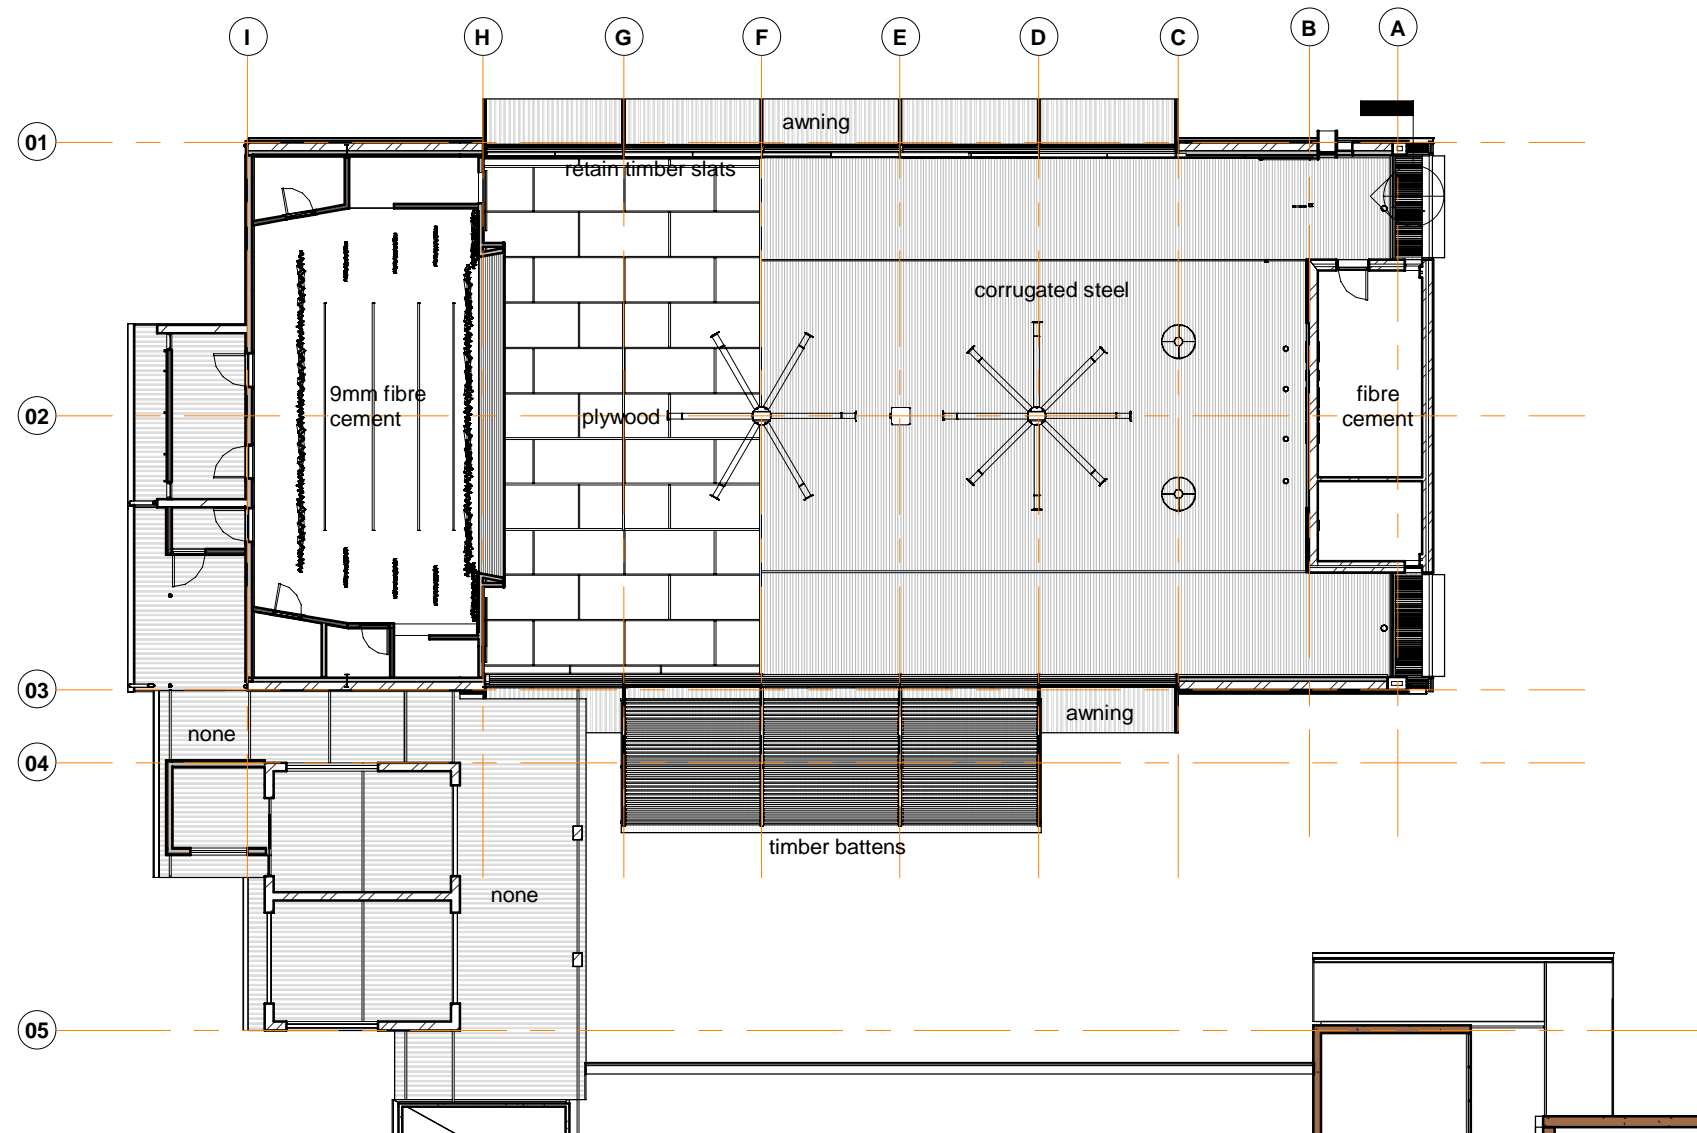 I
H
G
F
E
D
C
B
A
01
awning
retain timber slats
corrugated steel
9mm fibre
cement
02
plywood
fibre
cement
03
awning
none
04
timber battens
none
05